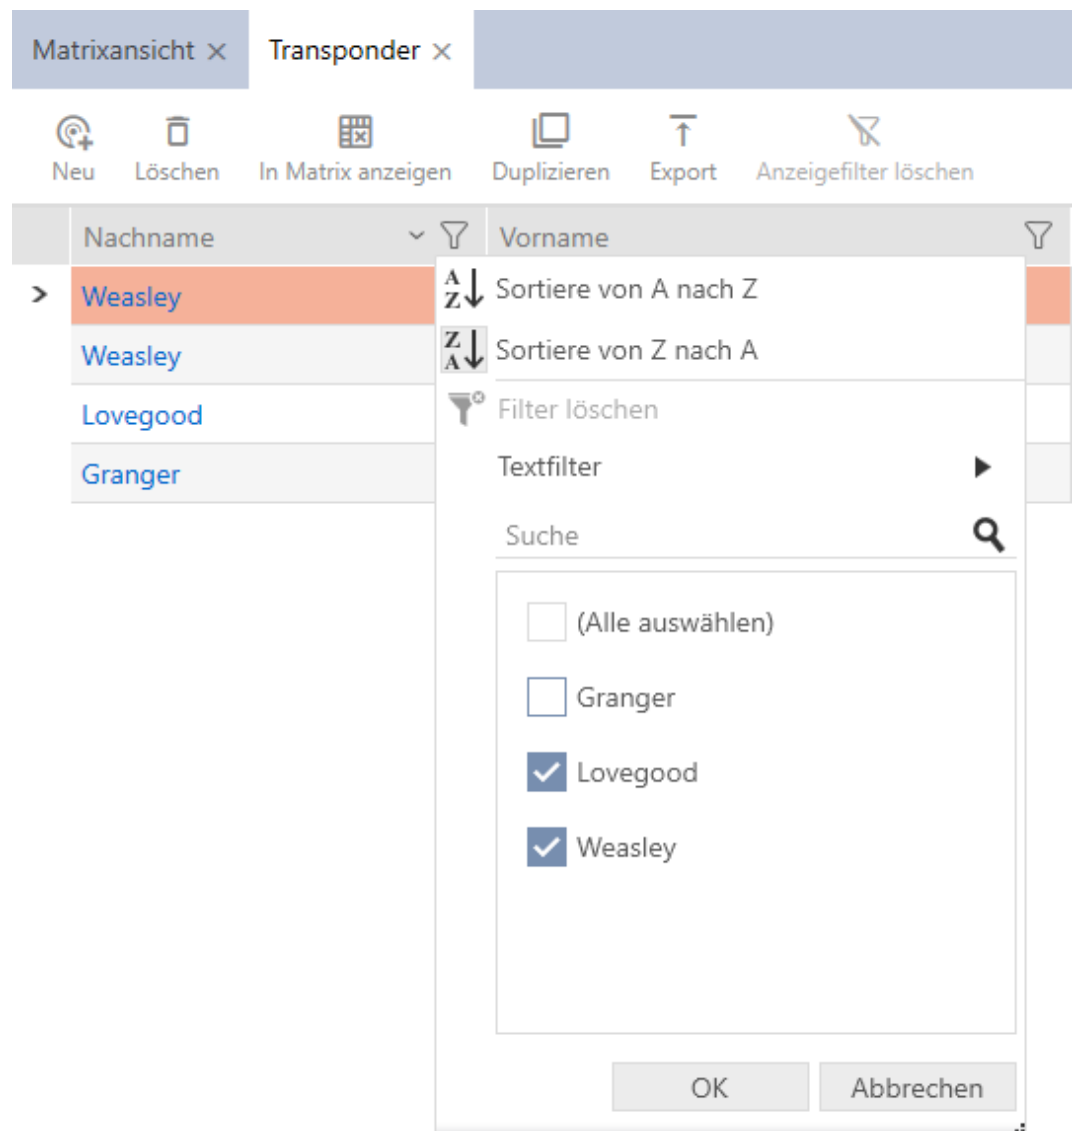 Matrixansicht Transponder
Neu Löschen In Matrix anzeigen Duplizieren Export Anzeigefilter löschen
Nachname Vorname
Weasley
Weasley
Lovegood
Granger
Sortiere von A nach Z
Sortiere von Z nach A
Filter löschen
Textfilter
Suche
(Alle auswählen)
Granger
Lovegood
Weasley
OK Abbrechen